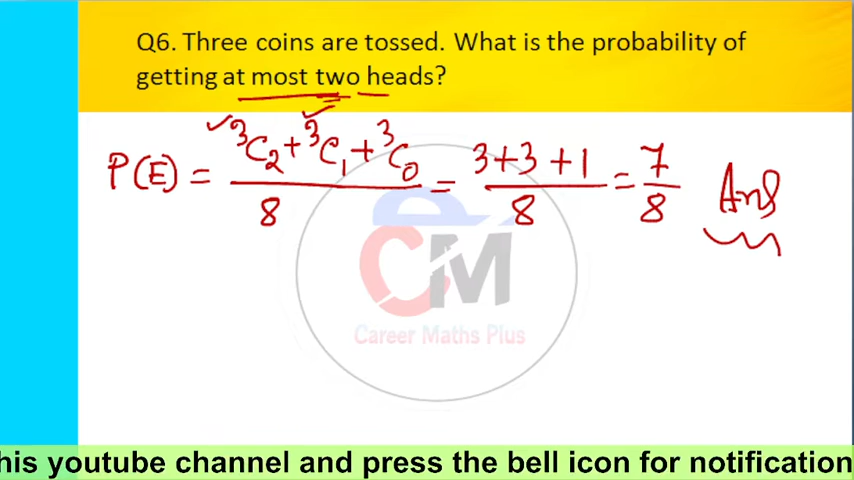 Q6. Three coins are tossed. What is the probability of
getting at most two heads?
P(E) = (³C₂ + ³C₁ + ³C₀)/8 = (3+3+1)/8 = 7/8 Ans
CM
Career Maths Plus
his youtube channel and press the bell icon for notification